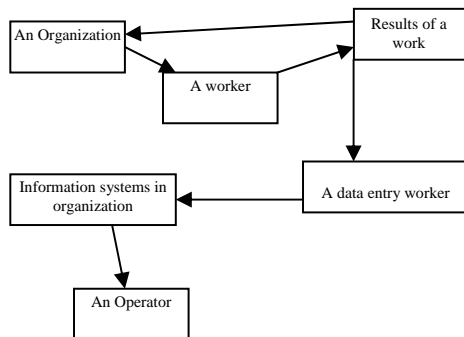 An Organization
Results of a
work
A worker
Information systems in
organization
A data entry worker
An Operator